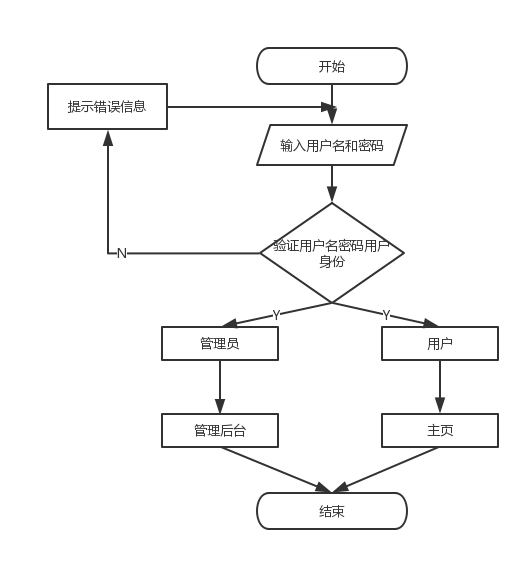 开始
提示错误信息
输入用户名和密码
验证用户名密码用户
身份
N
Y
Y
管理员
用户
管理后台
主页
结束